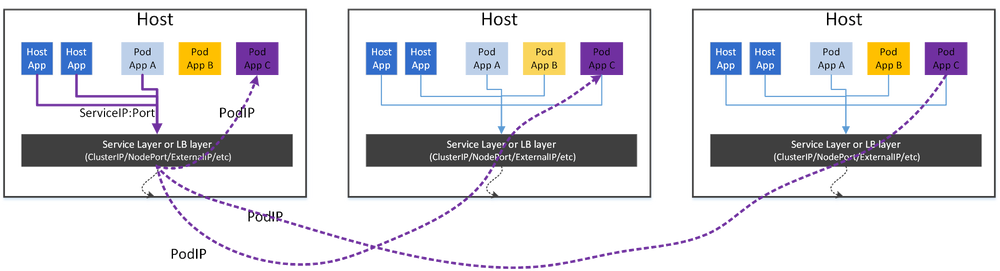 Host
Host
App
Host
App
Pod
App A
Pod
App B
Pod
App C
ServiceIP:Port
PodIP
Service Layer or LB layer
(ClusterIP/NodePort/ExternalIP/etc)
Host
Host
App
Host
App
Pod
App A
Pod
App B
Pod
App C
Service Layer or LB layer
(ClusterIP/NodePort/ExternalIP/etc)
Host
Host
App
Host
App
Pod
App A
Pod
App B
Pod
App C
Service Layer or LB layer
(ClusterIP/NodePort/ExternalIP/etc)
PodIP
PodIP